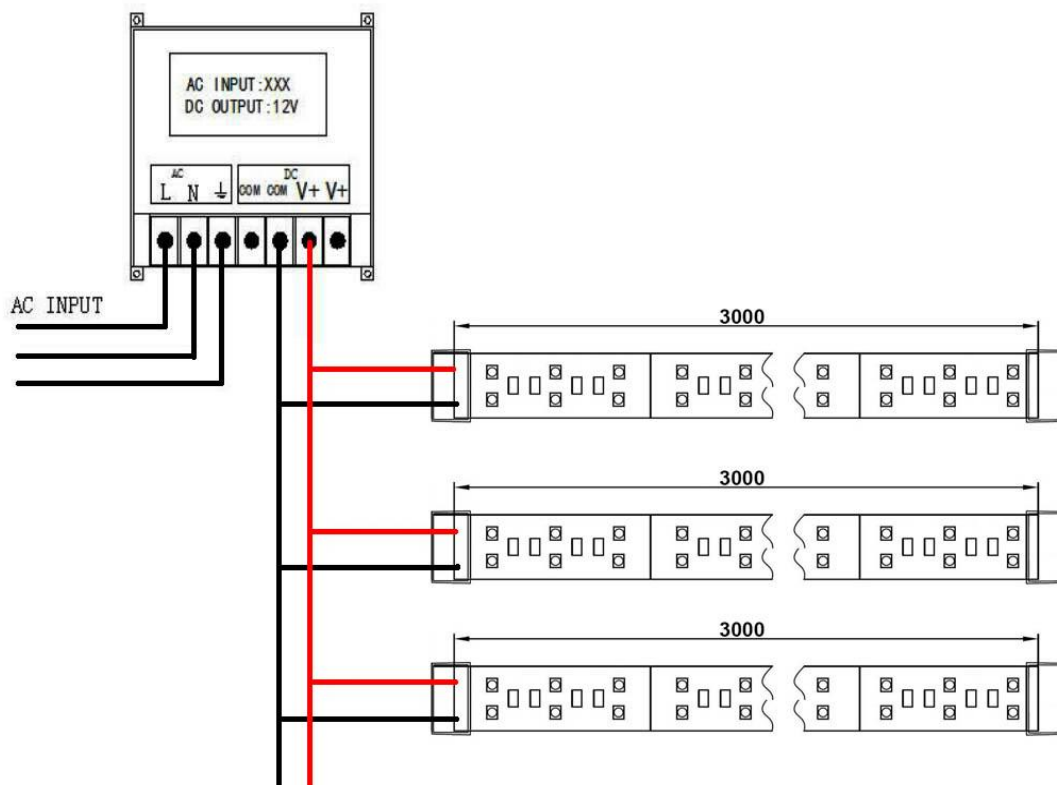 AC INPUT:XXX
DC OUTPUT:12V
AC
DC
L N ⏚ COM COM V+ V+
AC INPUT
3000
3000
3000